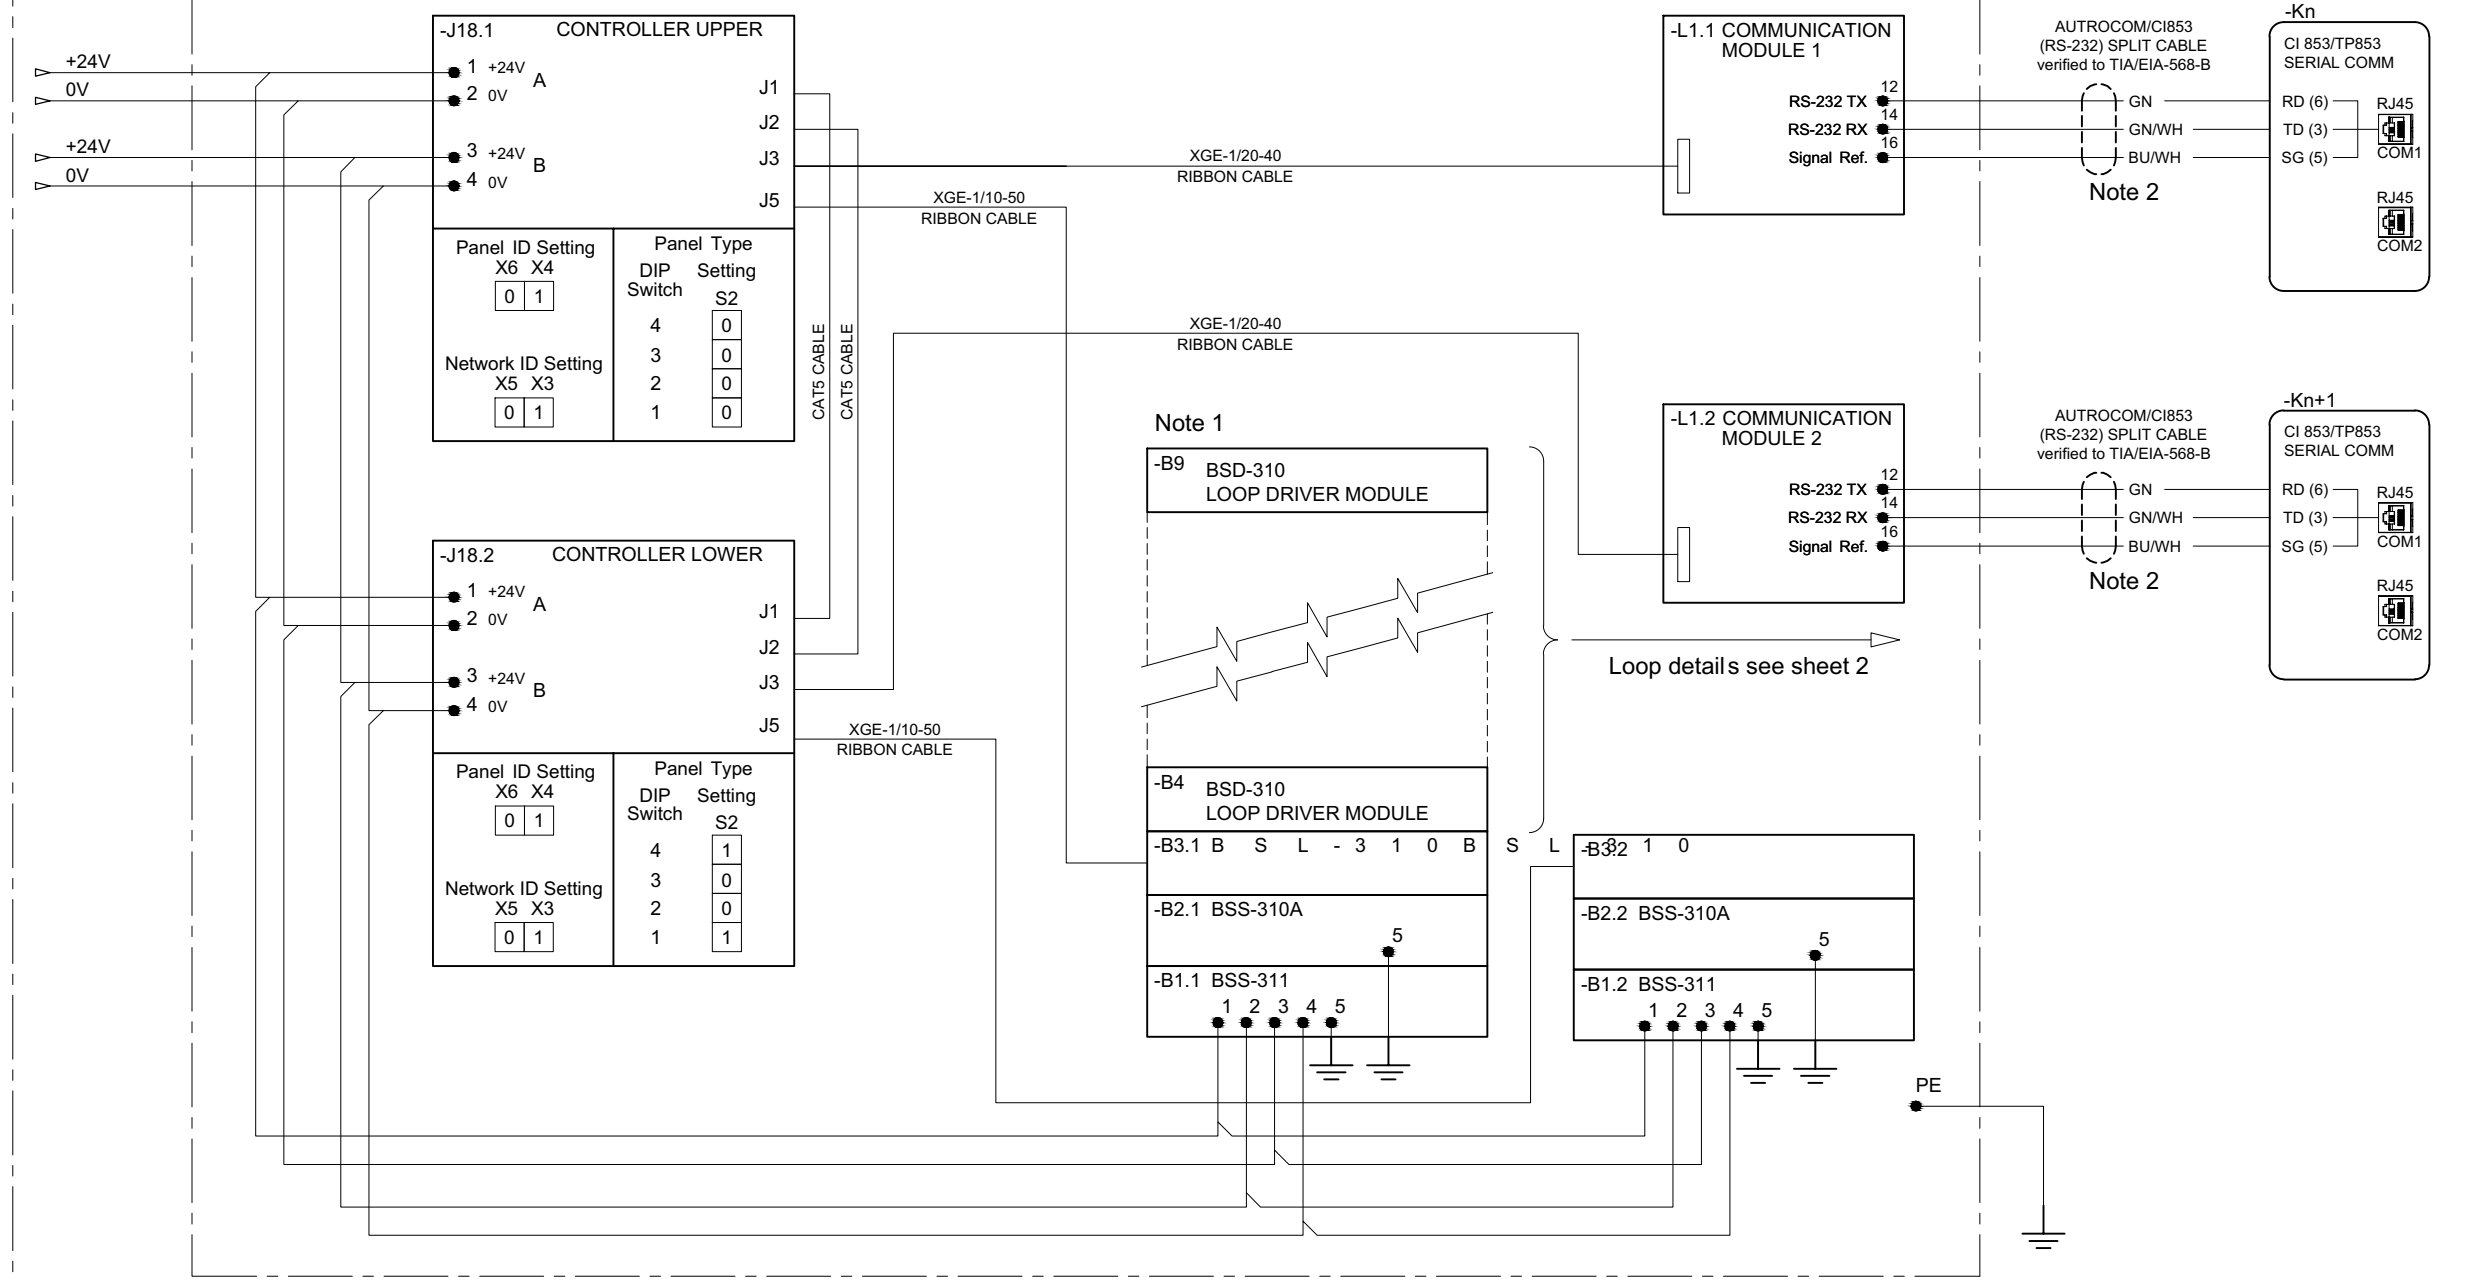 +24V
0V
+24V
0V
-J18.1 CONTROLLER UPPER
1 +24V
A
2 0V
3 +24V
B
4 0V
J1
J2
J3
J5
Panel ID Setting
X6 X4
0 1
Network ID Setting
X5 X3
0 1
Panel Type
DIP Setting
Switch
S2
4 0
3 0
2 0
1 0
CAT5 CABLE
CAT5 CABLE
XGE-1/20-40
RIBBON CABLE
XGE-1/10-50
RIBBON CABLE
-L1.1 COMMUNICATION
MODULE 1
12
RS-232 TX
14
RS-232 RX
16
Signal Ref.
AUTROCOM/CI853
(RS-232) SPLIT CABLE
verified to TIA/EIA-568-B
GN
GN/WH
BU/WH
Note 2
-Kn
CI 853/TP853
SERIAL COMM
RD (6)
TD (3)
SG (5)
RJ45
COM1
RJ45
COM2
XGE-1/20-40
RIBBON CABLE
-L1.2 COMMUNICATION
MODULE 2
12
RS-232 TX
14
RS-232 RX
16
Signal Ref.
AUTROCOM/CI853
(RS-232) SPLIT CABLE
verified to TIA/EIA-568-B
GN
GN/WH
BU/WH
Note 2
-Kn+1
CI 853/TP853
SERIAL COMM
RD (6)
TD (3)
SG (5)
RJ45
COM1
RJ45
COM2
-J18.2 CONTROLLER LOWER
1 +24V
A
2 0V
3 +24V
B
4 0V
J1
J2
J3
J5
Panel ID Setting
X6 X4
0 1
Network ID Setting
X5 X3
0 1
Panel Type
DIP Setting
Switch
S2
4 1
3 0
2 0
1 1
XGE-1/10-50
RIBBON CABLE
Note 1
-B9 BSD-310
LOOP DRIVER MODULE
Loop details see sheet 2
-B4 BSD-310
LOOP DRIVER MODULE
-B3.1 B S L - 3 1 0 B S L - 3 1 0
-B2.1 BSS-310A
5
-B1.1 BSS-311
1 2 3 4 5
-B3.2
-B2.2 BSS-310A
5
-B1.2 BSS-311
1 2 3 4 5
PE